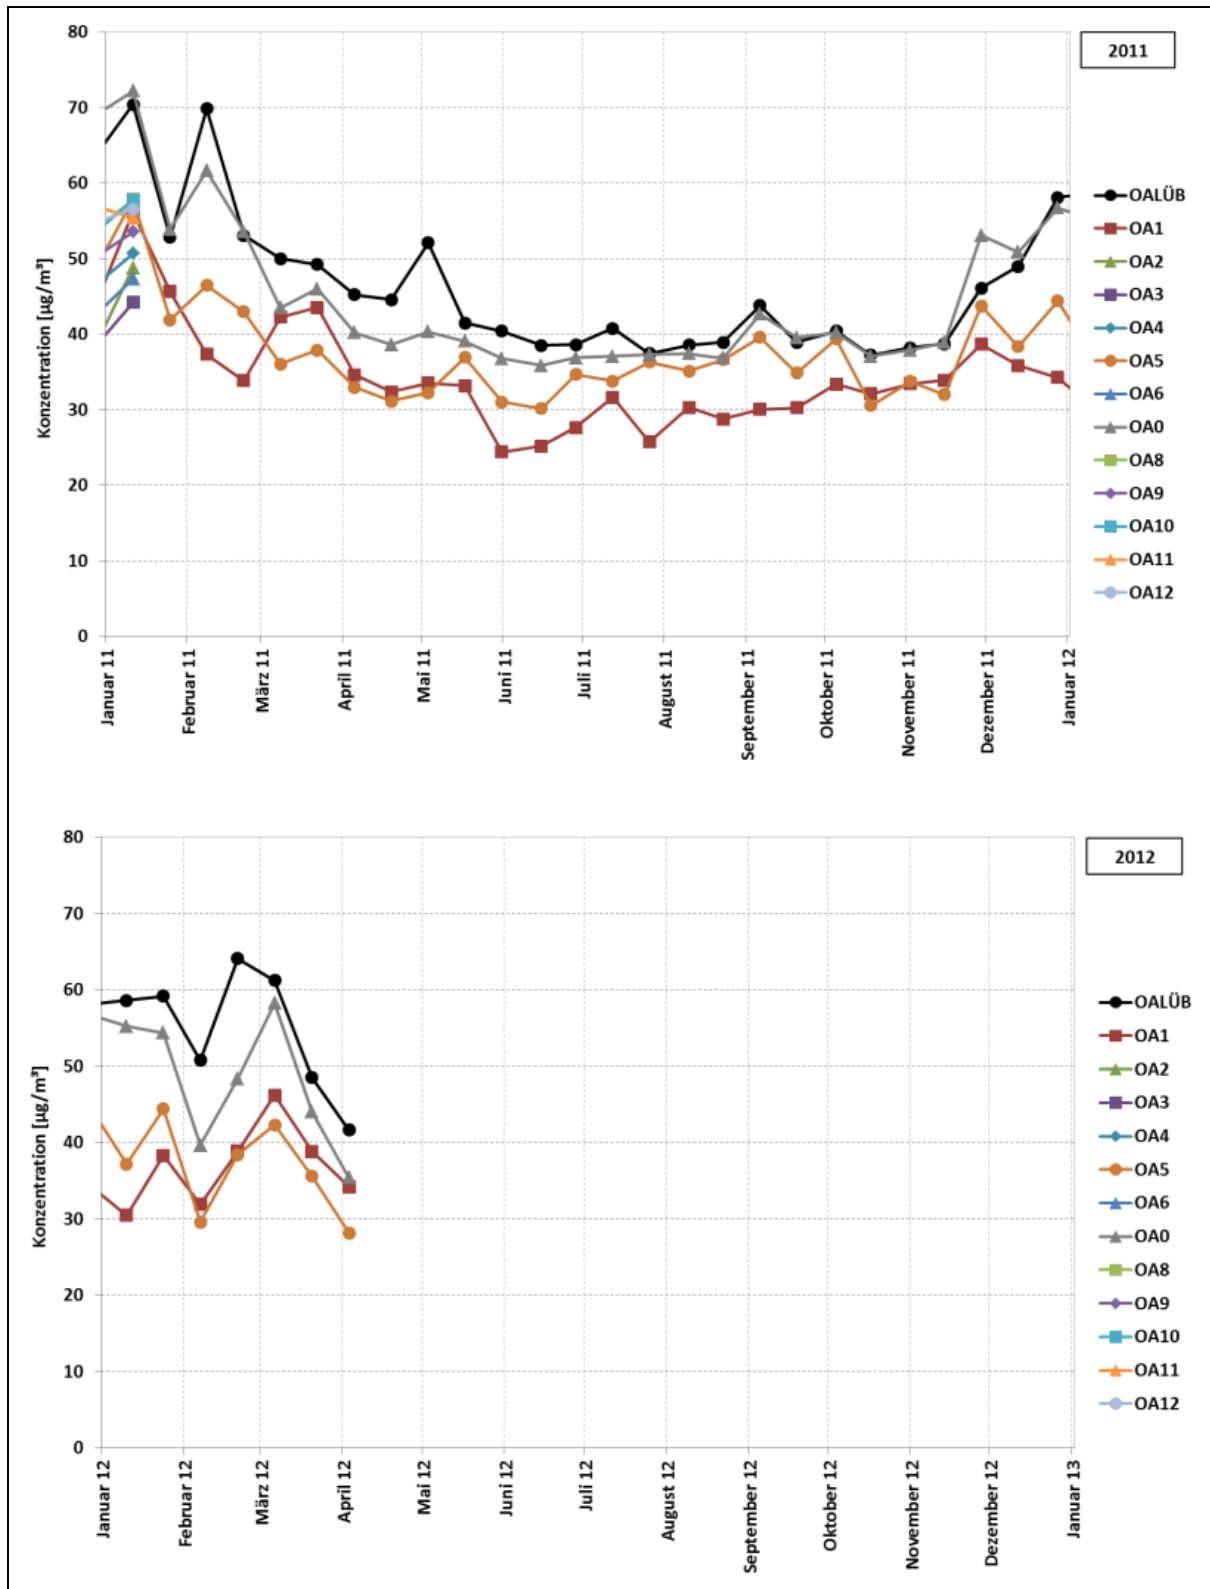 2011
80
70
60
50
40
30
20
10
0
Konzentration [µg/m³]
Januar 11
Februar 11
März 11
April 11
Mai 11
Juni 11
Juli 11
August 11
September 11
Oktober 11
November 11
Dezember 11
Januar 12
OALÜB
OA1
OA2
OA3
OA4
OA5
OA6
OA0
OA8
OA9
OA10
OA11
OA12
2012
80
70
60
50
40
30
20
10
0
Konzentration [µg/m³]
Januar 12
Februar 12
März 12
April 12
Mai 12
Juni 12
Juli 12
August 12
September 12
Oktober 12
November 12
Dezember 12
Januar 13
OALÜB
OA1
OA2
OA3
OA4
OA5
OA6
OA0
OA8
OA9
OA10
OA11
OA12